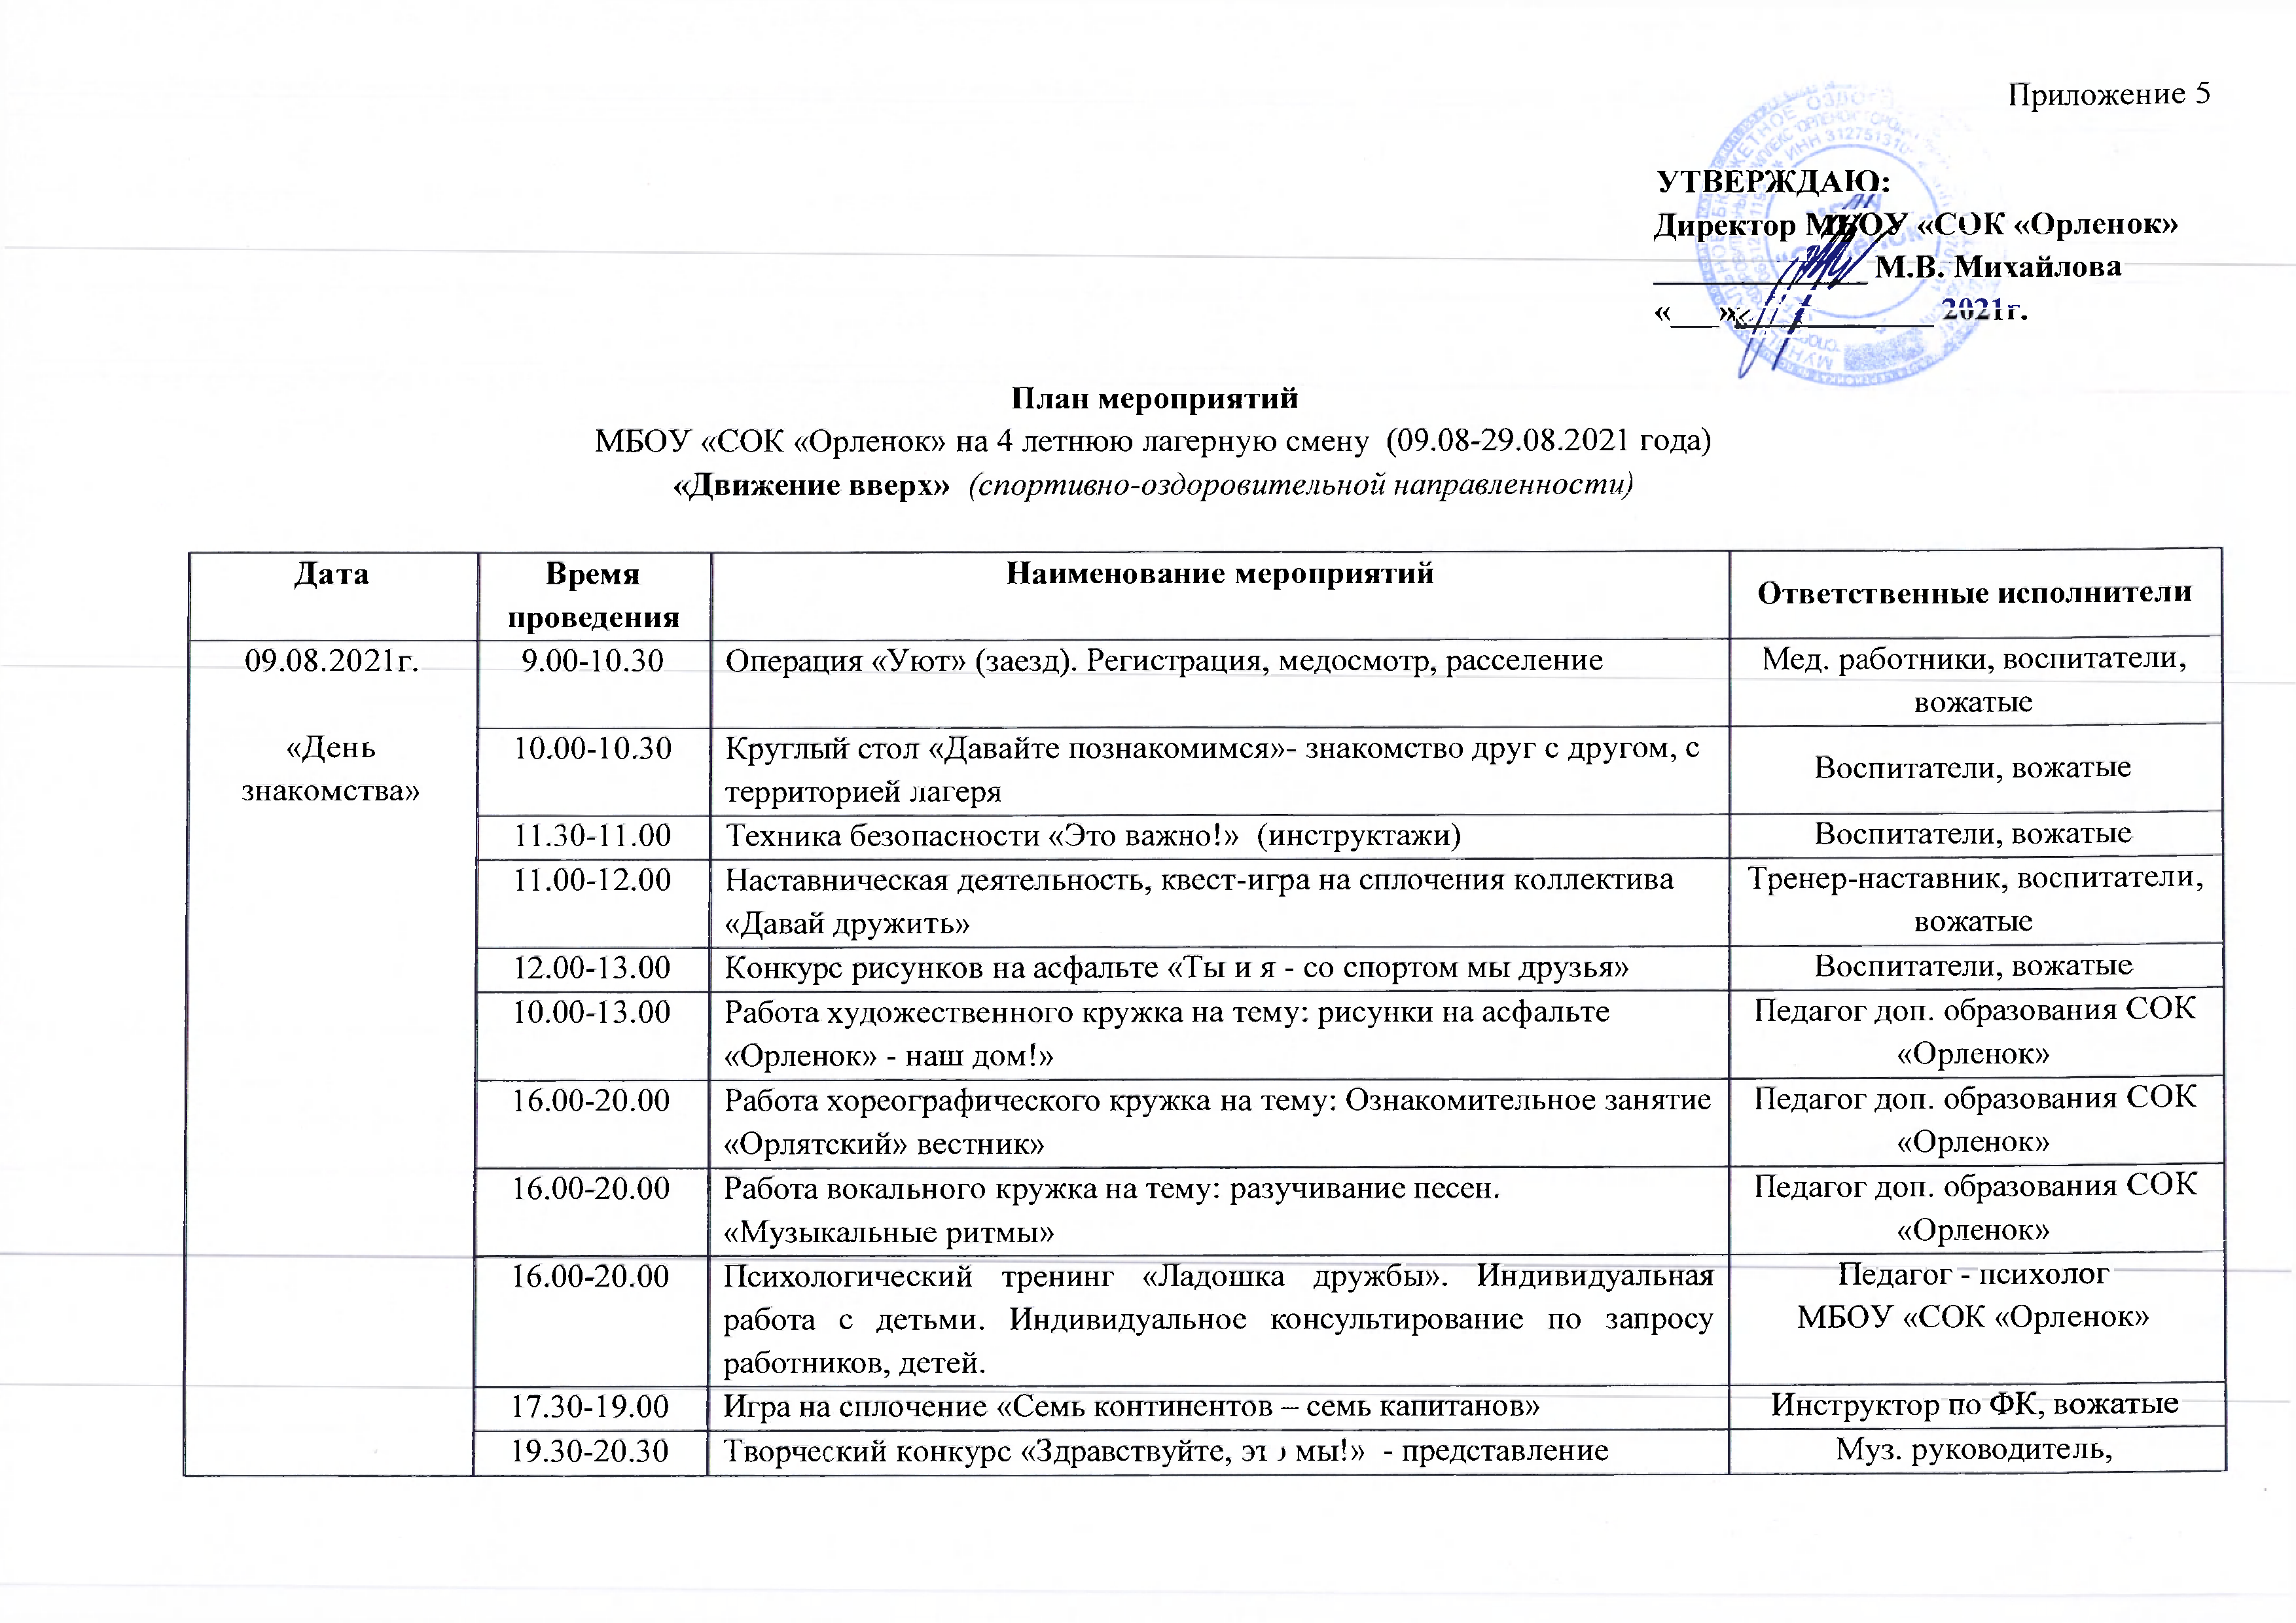 Приложение 5
УТВЕРЖДАЮ:
Директор МБОУ «СОК «Орленок»
______________ М.В. Михайлова
«___»_____________ 2021г.
План мероприятий
МБОУ «СОК «Орленок» на 4 летнюю лагерную смену (09.08-29.08.2021 года)
«Движение вверх» (спортивно-оздоровительной направленности)
Дата
Время
проведения
Наименование мероприятий
Ответственные исполнители
09.08.2021г.
«День
знакомства»
9.00-10.30
Операция «Уют» (заезд). Регистрация, медосмотр, расселение
Мед. работники, воспитатели,
вожатые
10.00-10.30
Круглый стол «Давайте познакомимся»- знакомство друг с другом, с
территорией лагеря
Воспитатели, вожатые
11.30-11.00
Техника безопасности «Это важно!» (инструктажи)
Воспитатели, вожатые
11.00-12.00
Наставническая деятельность, квест-игра на сплочения коллектива
«Давай дружить»
Тренер-наставник, воспитатели,
вожатые
12.00-13.00
Конкурс рисунков на асфальте «Ты и я - со спортом мы друзья»
Воспитатели, вожатые
10.00-13.00
Работа художественного кружка на тему: рисунки на асфальте
«Орленок» - наш дом!»
Педагог доп. образования СОК
«Орленок»
16.00-20.00
Работа хореографического кружка на тему: Ознакомительное занятие
«Орлятский» вестник»
Педагог доп. образования СОК
«Орленок»
16.00-20.00
Работа вокального кружка на тему: разучивание песен.
«Музыкальные ритмы»
Педагог доп. образования СОК
«Орленок»
16.00-20.00
Психологический тренинг «Ладошка дружбы». Индивидуальная
работа с детьми. Индивидуальное консультирование по запросу
работников, детей.
Педагог - психолог
МБОУ «СОК «Орленок»
17.30-19.00
Игра на сплочение «Семь континентов – семь капитанов»
Инструктор по ФК, вожатые
19.30-20.30
Творческий конкурс «Здравствуйте, это мы!» - представление
Муз. руководитель,